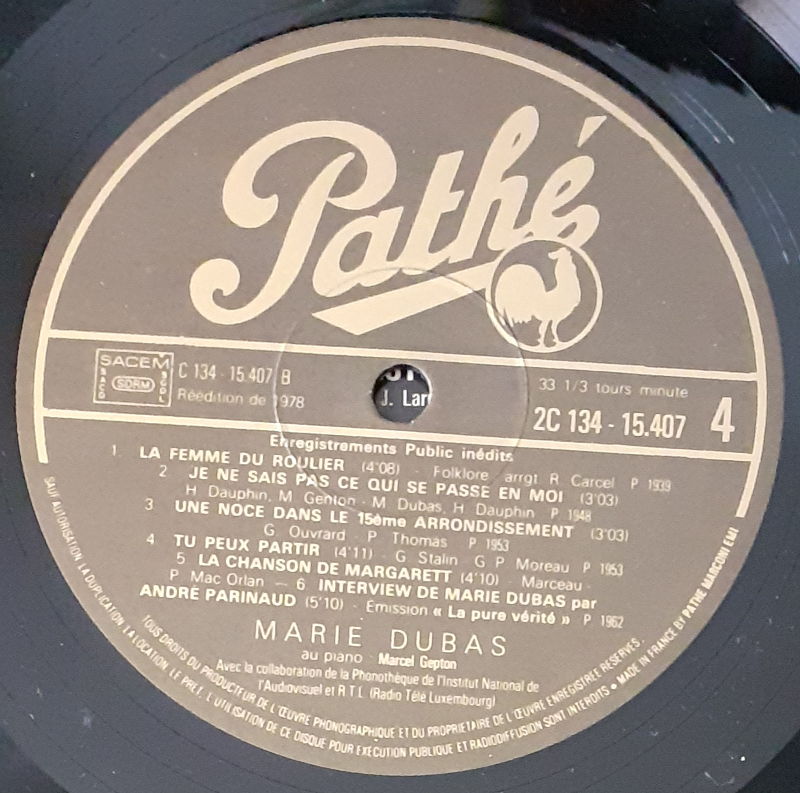 Pathé
SACEM
SACD SDRM SGDL
C 134 - 15.407 B
Réédition de 1978
J. Lar
33 1/3 tours minute
2C 134 - 15.407 4
Enregistrements Public inédits
1. LA FEMME DU ROULIER (4'08) - Folklore arrgt R. Carcel P 1939
2 JE NE SAIS PAS CE QUI SE PASSE EN MOI (3'03)
H Dauphin, M. Genton - M Dubas, H Dauphin P 1948
3 UNE NOCE DANS LE 15ème ARRONDISSEMENT (3'03)
G Ouvrard - P Thomas P 1953
4 TU PEUX PARTIR (4'11) - G Stalin - G P Moreau P 1953
5 LA CHANSON DE MARGARETT (4'10) - Marceau -
P Mac Orlan — 6 INTERVIEW DE MARIE DUBAS par
ANDRÉ PARINAUD (5'10) - Émission « La pure vérité » P 1962
MARIE DUBAS
au piano : Marcel Gepton
Avec la collaboration de la Phonothèque de l'Institut National de
l'Audiovisuel et R.T.L. (Radio Télé Luxembourg)
TOUS DROITS DU PRODUCTEUR DE L'ŒUVRE PHONOGRAPHIQUE ET DU PROPRIETAIRE DE L'ŒUVRE ENREGISTREE RESERVES .
SAUF AUTORISATION, LA DUPLICATION, LA LOCATION, LE PRET, L'UTILISATION DE CE DISQUE POUR EXECUTION PUBLIQUE ET RADIODIFFUSION SONT INTERDITS • MADE IN FRANCE BY PATHE MARCONI EMI